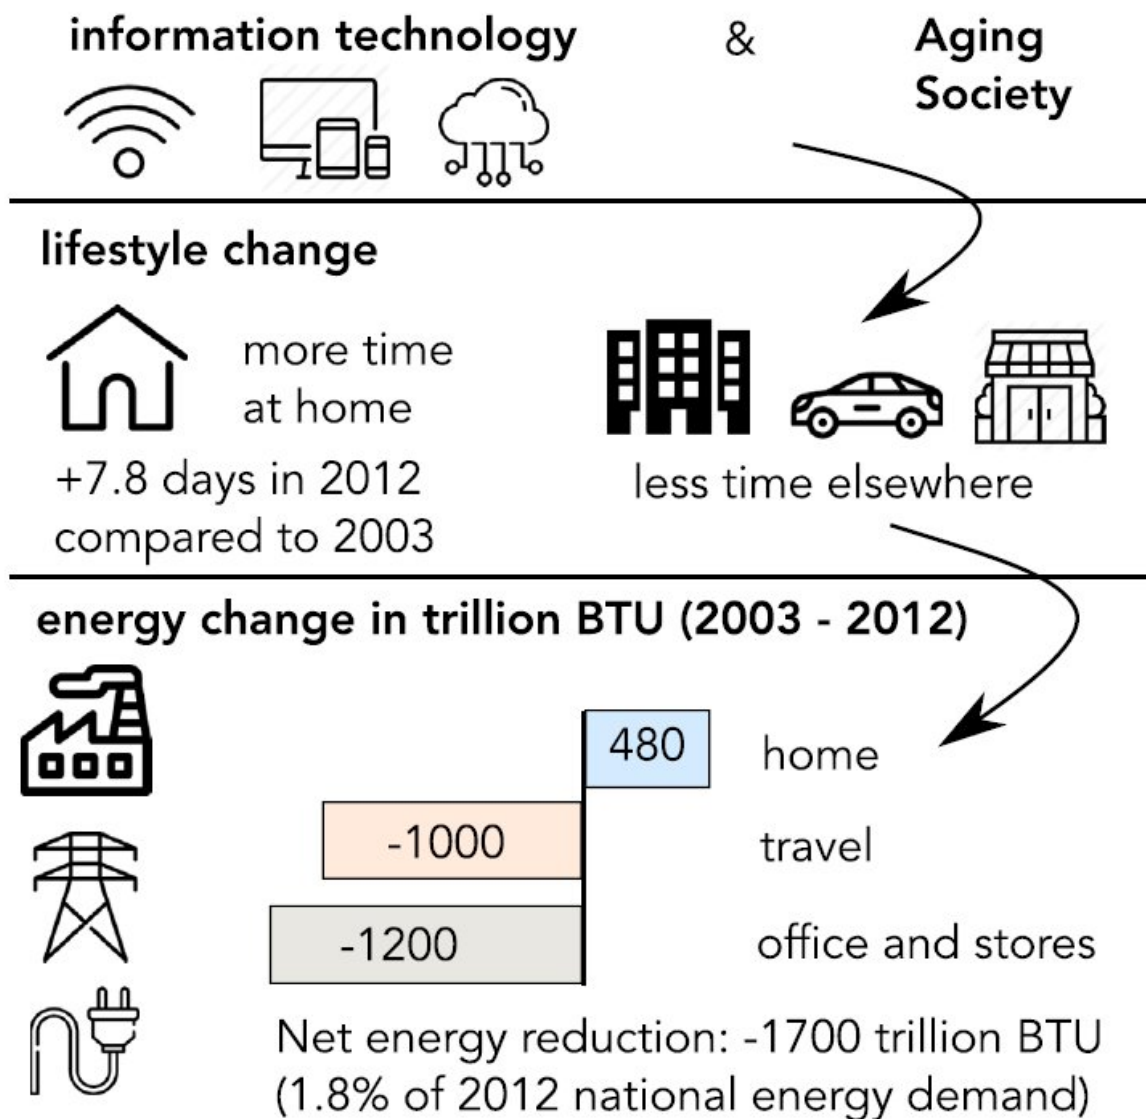 information technology & Aging
Society
lifestyle change
more time
at home
+7.8 days in 2012
compared to 2003
less time elsewhere
energy change in trillion BTU (2003 - 2012)
480 home
-1000 travel
-1200 office and stores
Net energy reduction: -1700 trillion BTU
(1.8% of 2012 national energy demand)